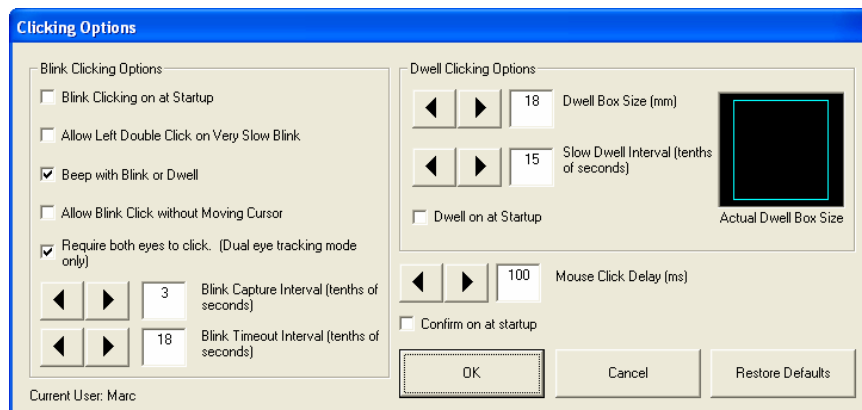 Clicking Options
Blink Clicking Options
Blink Clicking on at Startup
Allow Left Double Click on Very Slow Blink
Beep with Blink or Dwell
Allow Blink Click without Moving Cursor
Require both eyes to click. (Dual eye tracking mode
only)
3
Blink Capture Interval (tenths of
seconds)
18
Blink Timeout Interval (tenths of
seconds)
Current User: Marc
Dwell Clicking Options
18
Dwell Box Size (mm)
15
Slow Dwell Interval (tenths
of seconds)
Dwell on at Startup
Actual Dwell Box Size
100
Mouse Click Delay (ms)
Confirm on at startup
OK
Cancel
Restore Defaults